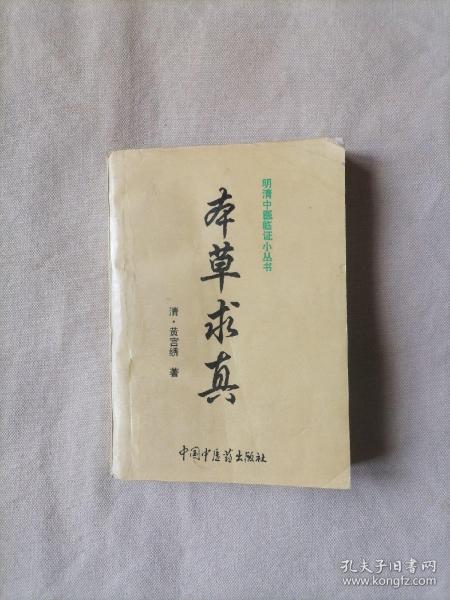 明清中医临证小丛书
本草求真
清·黄宫绣 著
中国中医药出版社
孔夫子旧书网
www.kongfz.com